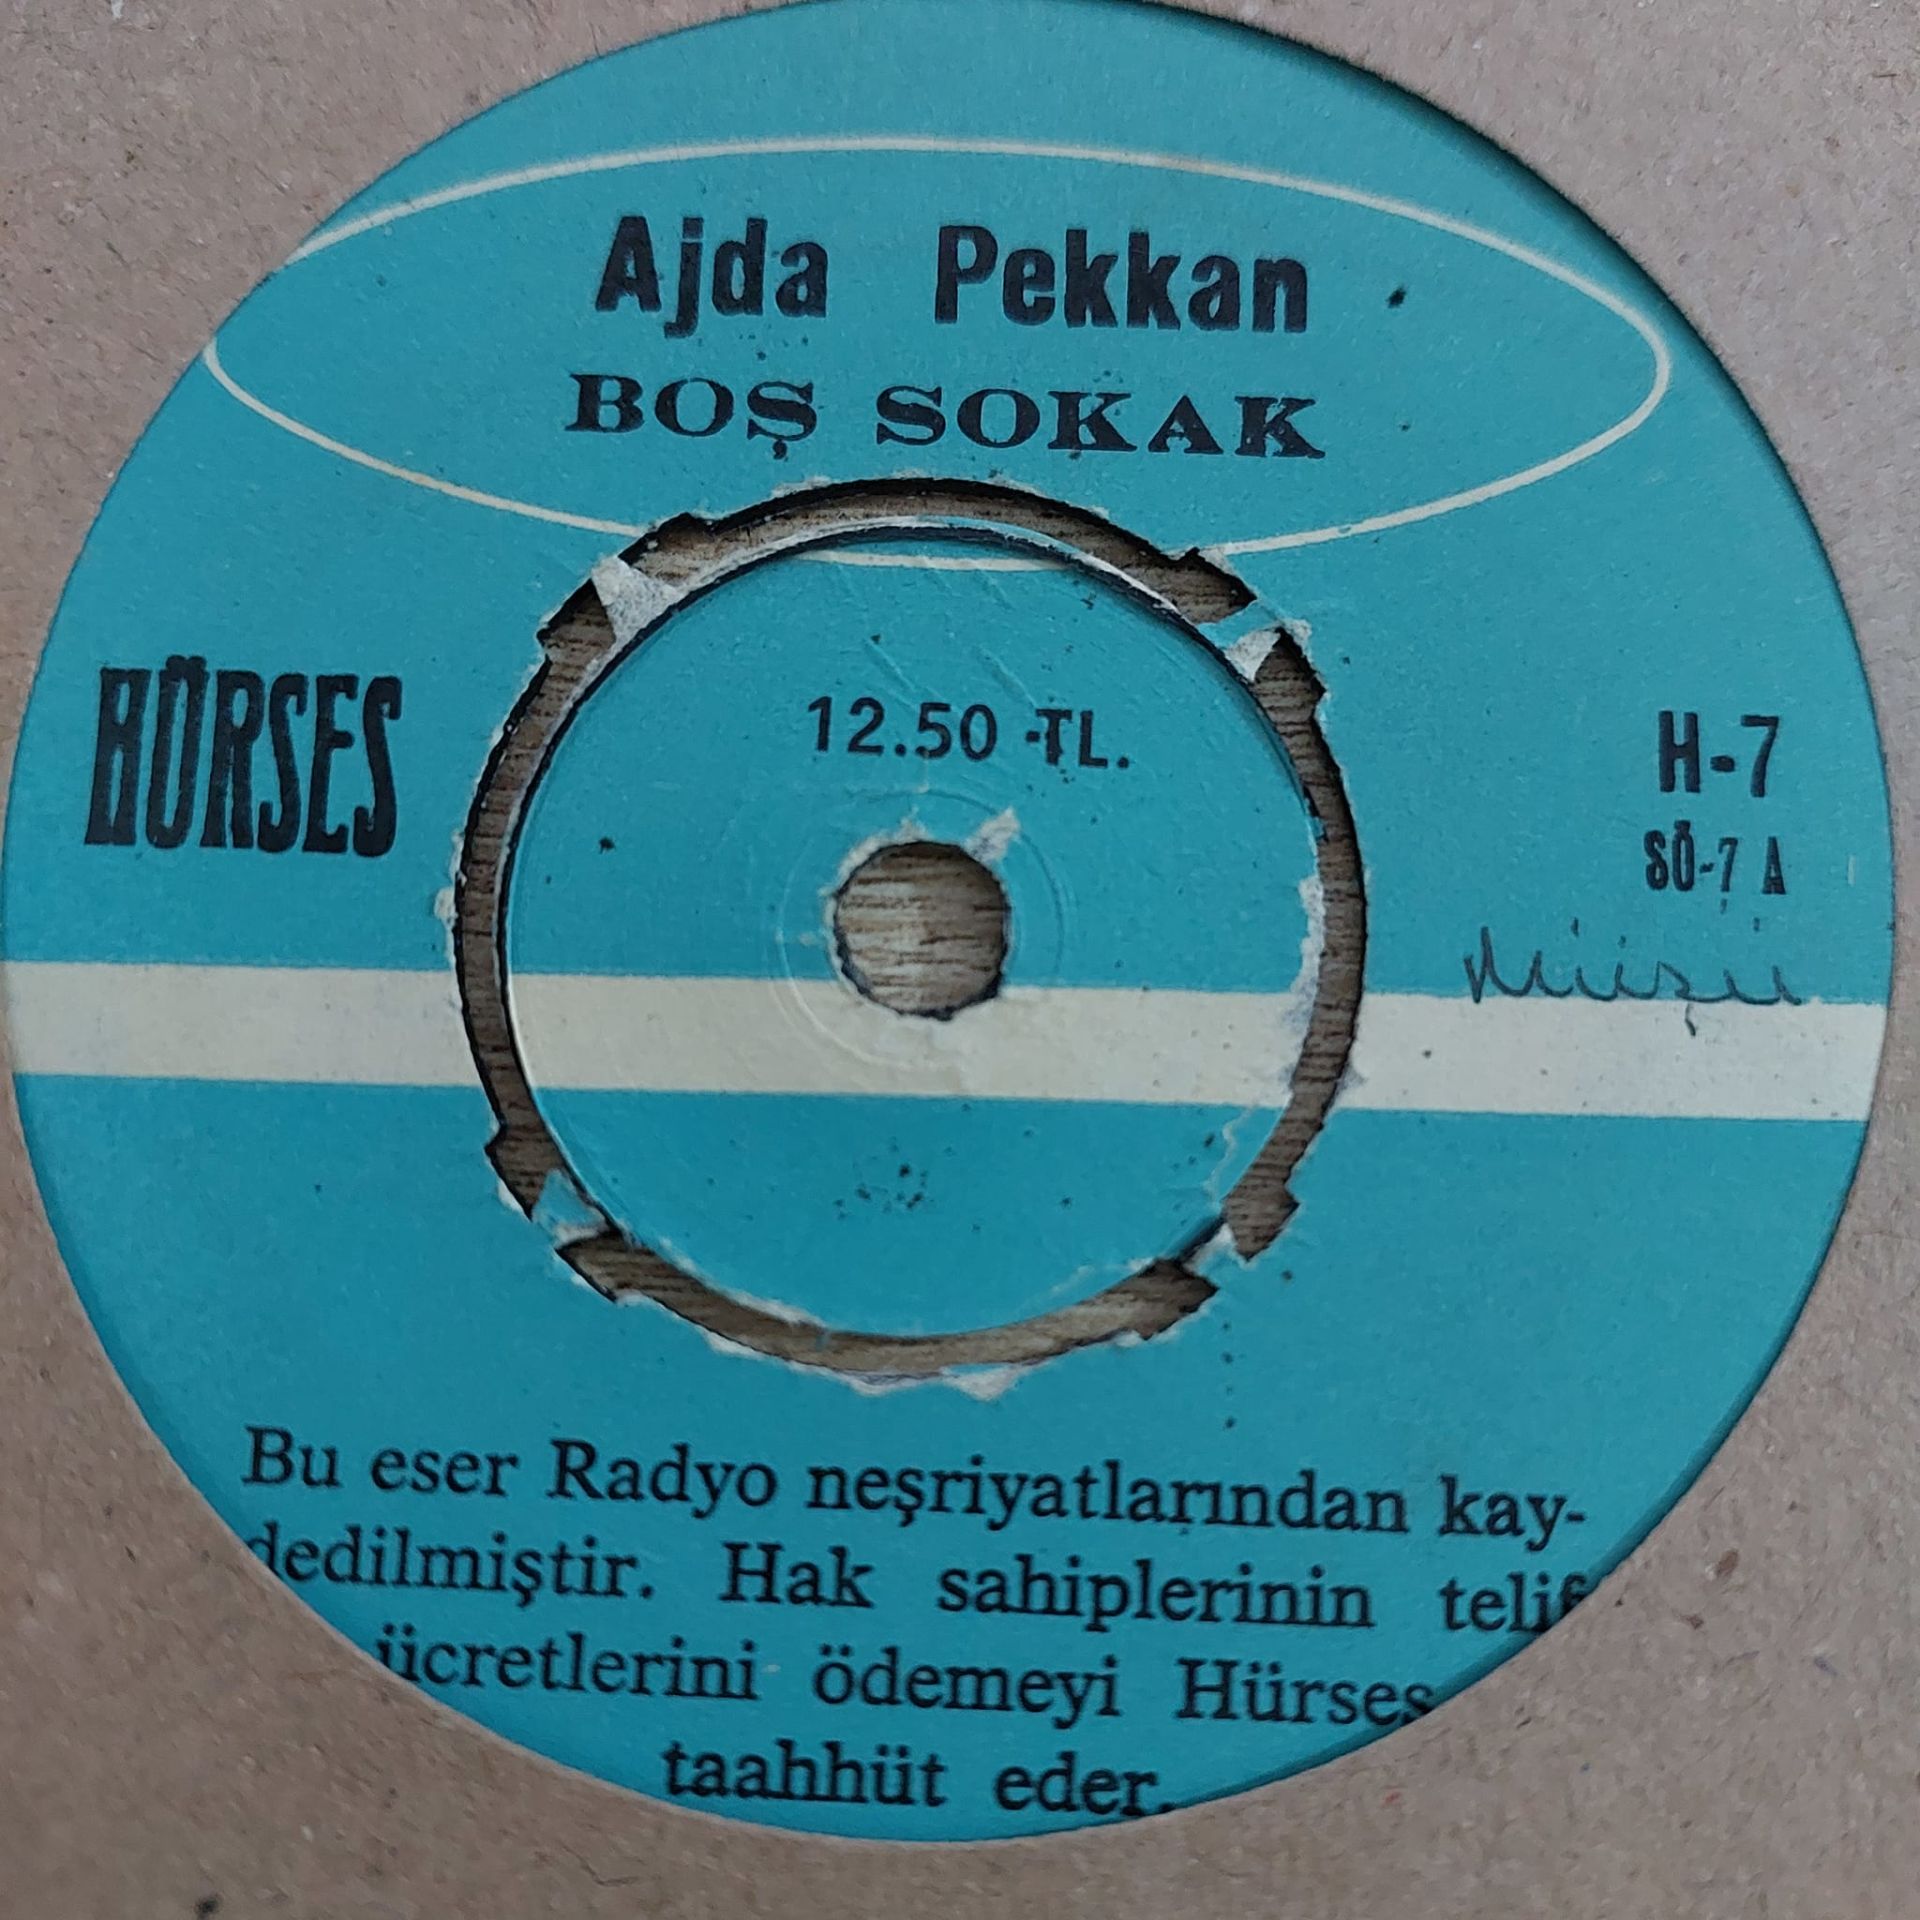 Ajda Pekkan
BOŞ SOKAK
HÜRSES
12.50 TL.
H-7
SÖ-7 A
Bu eser Radyo neşriyatlarından kay-
dedilmiştir. Hak sahiplerinin telif
ücretlerini ödemeyi Hürses
taahhüt eder.